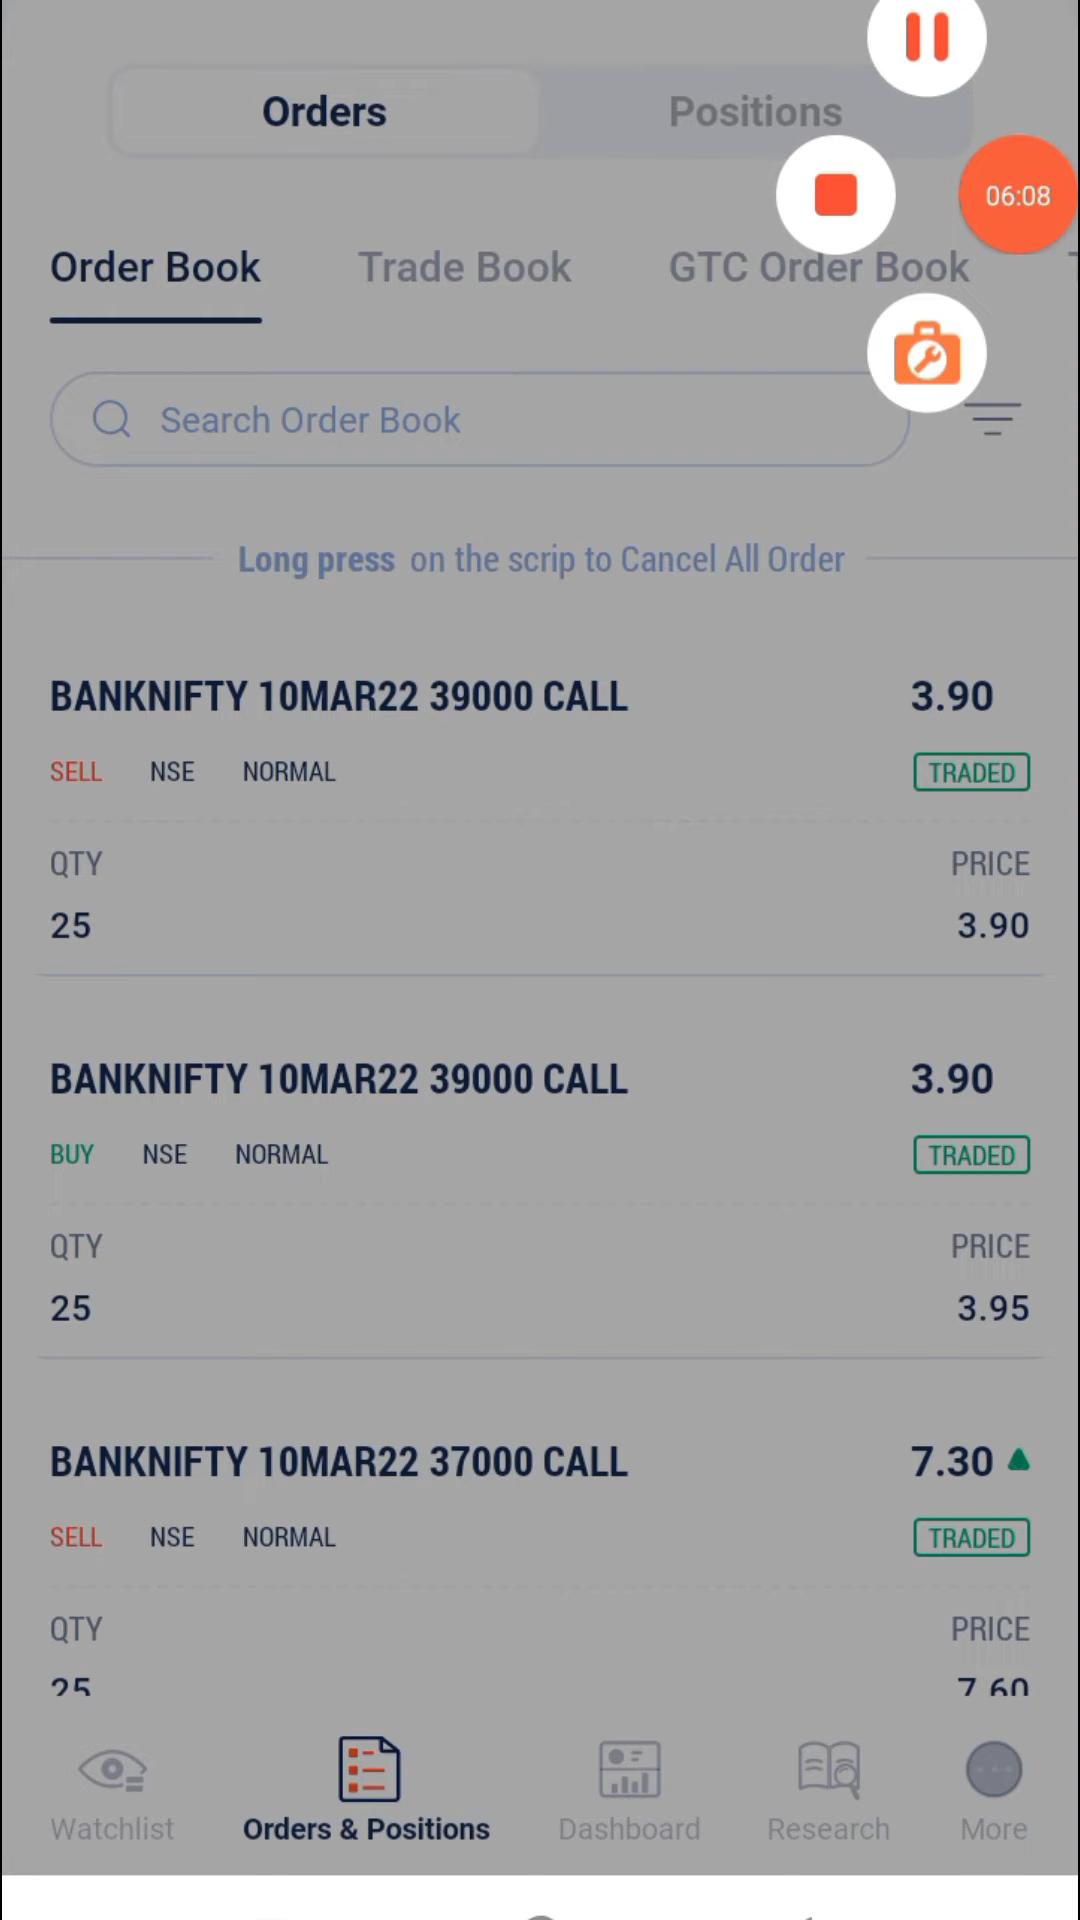 Orders
Positions
06:08
Order Book
Trade Book
GTC Order Book
Search Order Book
Long press on the scrip to Cancel All Order
BANKNIFTY 10MAR22 39000 CALL
3.90
SELL NSE NORMAL
TRADED
QTY
PRICE
25
3.90
BANKNIFTY 10MAR22 39000 CALL
3.90
BUY NSE NORMAL
TRADED
QTY
PRICE
25
3.95
BANKNIFTY 10MAR22 37000 CALL
7.30
SELL NSE NORMAL
TRADED
QTY
PRICE
25
7.60
Watchlist
Orders & Positions
Dashboard
Research
More